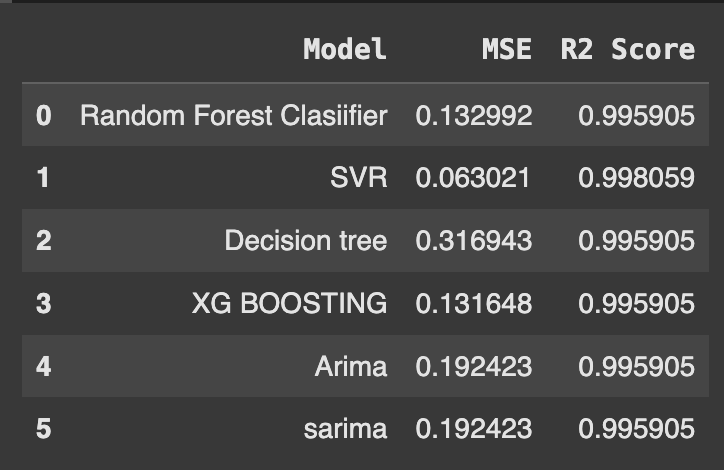 Model MSE R2 Score
0 Random Forest Clasiifier 0.132992 0.995905
1 SVR 0.063021 0.998059
2 Decision tree 0.316943 0.995905
3 XG BOOSTING 0.131648 0.995905
4 Arima 0.192423 0.995905
5 sarima 0.192423 0.995905